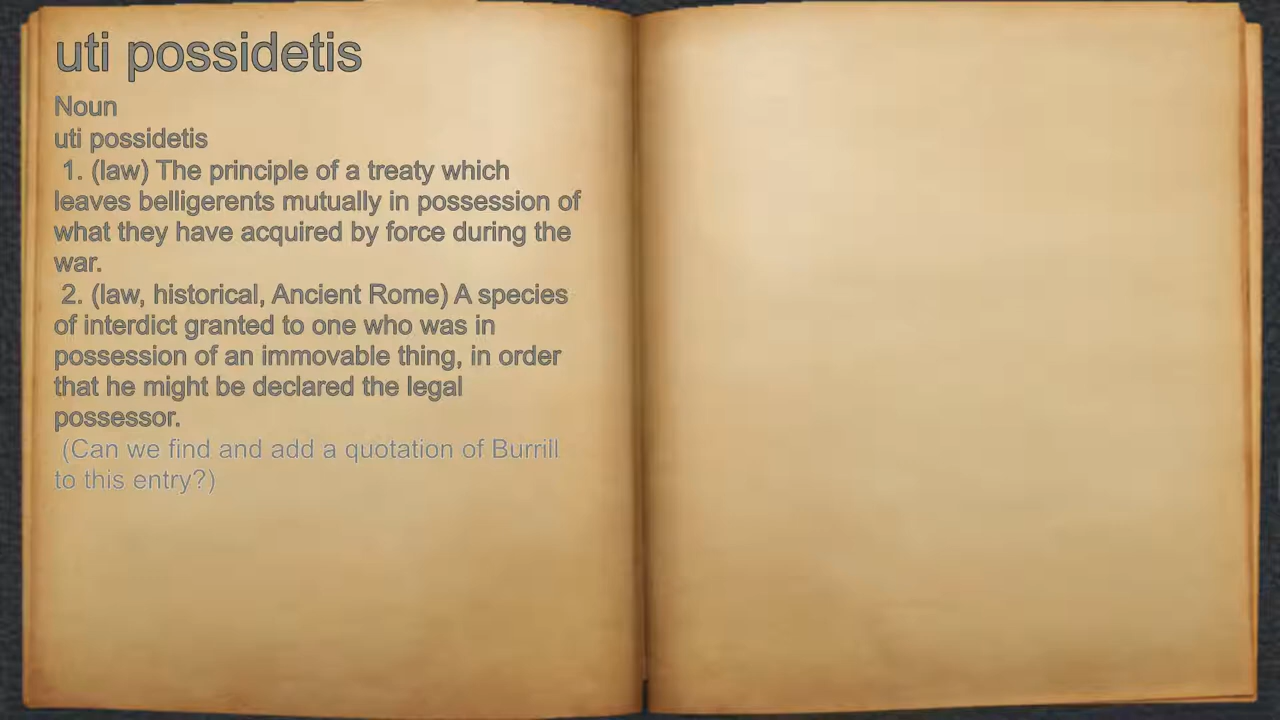 uti possidetis
Noun
uti possidetis
1. (law) The principle of a treaty which
leaves belligerents mutually in possession of
what they have acquired by force during the
war.
2. (law, historical, Ancient Rome) A species
of interdict granted to one who was in
possession of an immovable thing, in order
that he might be declared the legal
possessor.
(Can we find and add a quotation of Burrill
to this entry?)